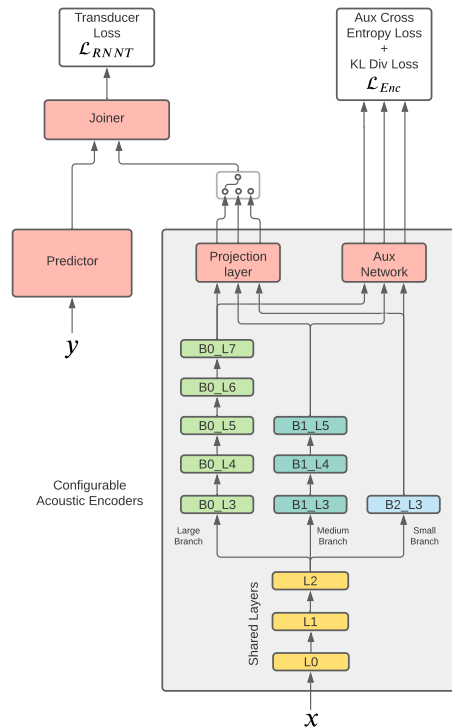 Transducer
Loss
ℒ_RNNT
Aux Cross
Entropy Loss
+
KL Div Loss
ℒ_Enc
Joiner
Predictor
Projection
layer
Aux
Network
y
B0_L7
B0_L6
B0_L5
B1_L5
B0_L4
B1_L4
Configurable
Acoustic Encoders
B0_L3
B1_L3
B2_L3
Large
Branch
Medium
Branch
Small
Branch
Shared Layers
L2
L1
L0
x